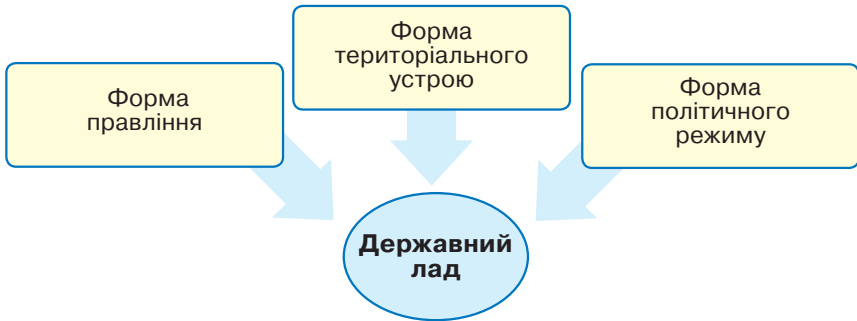 Форма
правління
Форма
територіального
устрою
Форма
політичного
режиму
Державний
лад